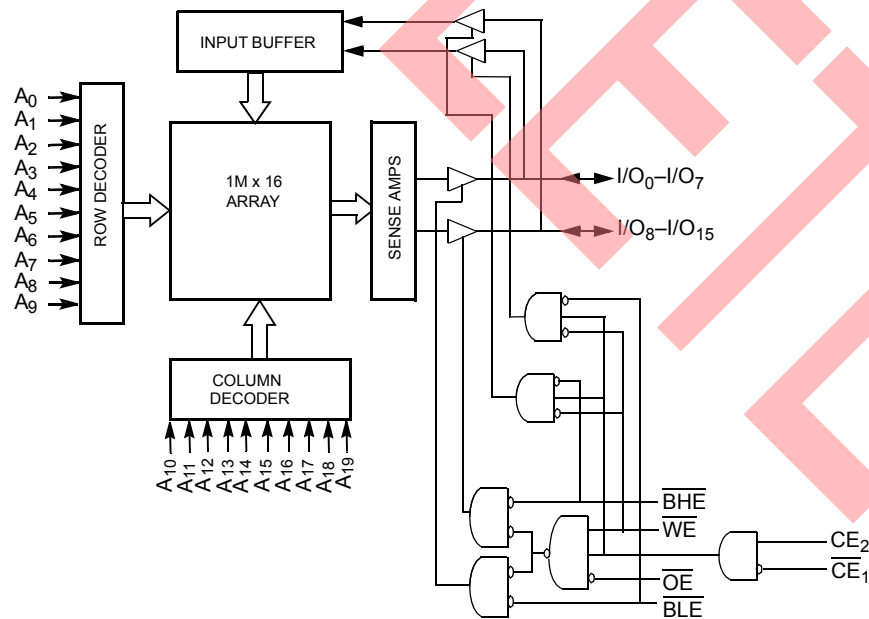 INPUT BUFFER
A0
A1
A2
A3
A4
A5
A6
A7
A8
A9
ROW DECODER
1M x 16
ARRAY
SENSE AMPS
I/O0–I/O7
I/O8–I/O15
COLUMN
DECODER
A10
A11
A12
A13
A14
A15
A16
A17
A18
A19
BHE
WE
CE2
CE1
OE
BLE